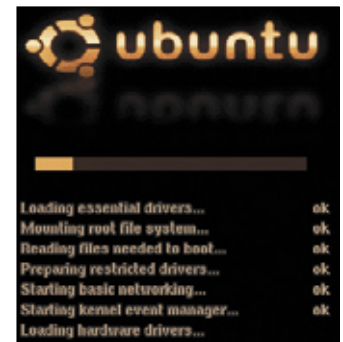 ubuntu
Loading essential drivers... ok
Mounting root file system... ok
Reading files needed to boot... ok
Preparing restricted drivers... ok
Starting basic networking... ok
Starting kernel event manager... ok
Loading hardware drivers...